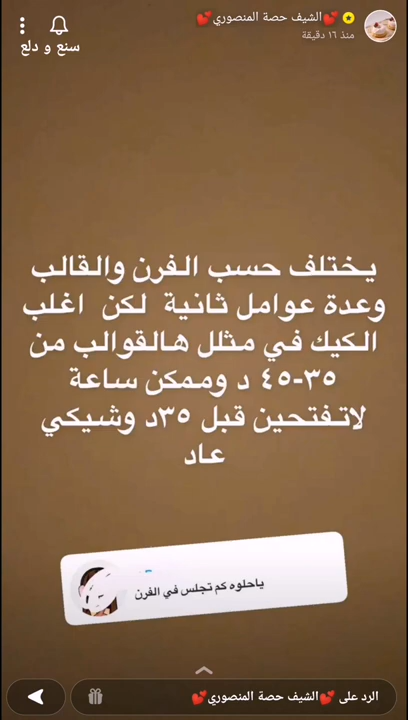 💕الشيف حصة المنصوري💕
منذ ١٦ دقيقة
سنع و دلع
يختلف حسب الفرن والقالب
وعدة عوامل ثانية لكن اغلب
الكيك في مثلل هالقوالب من
٣٥-٤٥ د وممكن ساعة
لاتفتحين قبل ٣٥د وشيكي
عاد
ياحلوه كم تجلس في الفرن
الرد على 💕الشيف حصة المنصوري💕